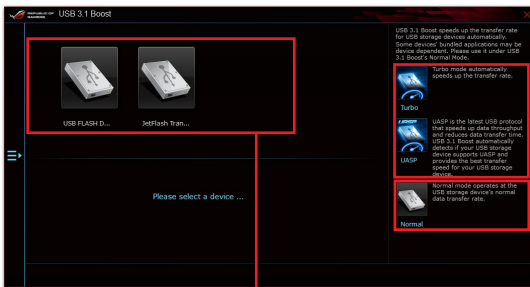 REPUBLIC OF
GAMERS
USB 3.1 Boost
USB FLASH D...
JetFlash Tran...
Please select a device ...
USB 3.1 Boost speeds up the transfer rate
for USB storage devices automatically.
Some devices' bundled applications may be
device dependent. Please use it under USB
3.1 Boost's Normal Mode.
Turbo mode automatically
speeds up the transfer rate.
Turbo
UASP
UASP is the latest USB protocol
that speeds up data throughput
and reduces data transfer time.
USB 3.1 Boost automatically
detects if your USB storage
device supports UASP and
provides the best transfer
speed for your USB storage
device.
UASP
Normal mode operates at the
USB storage device's normal
data transfer rate.
Normal